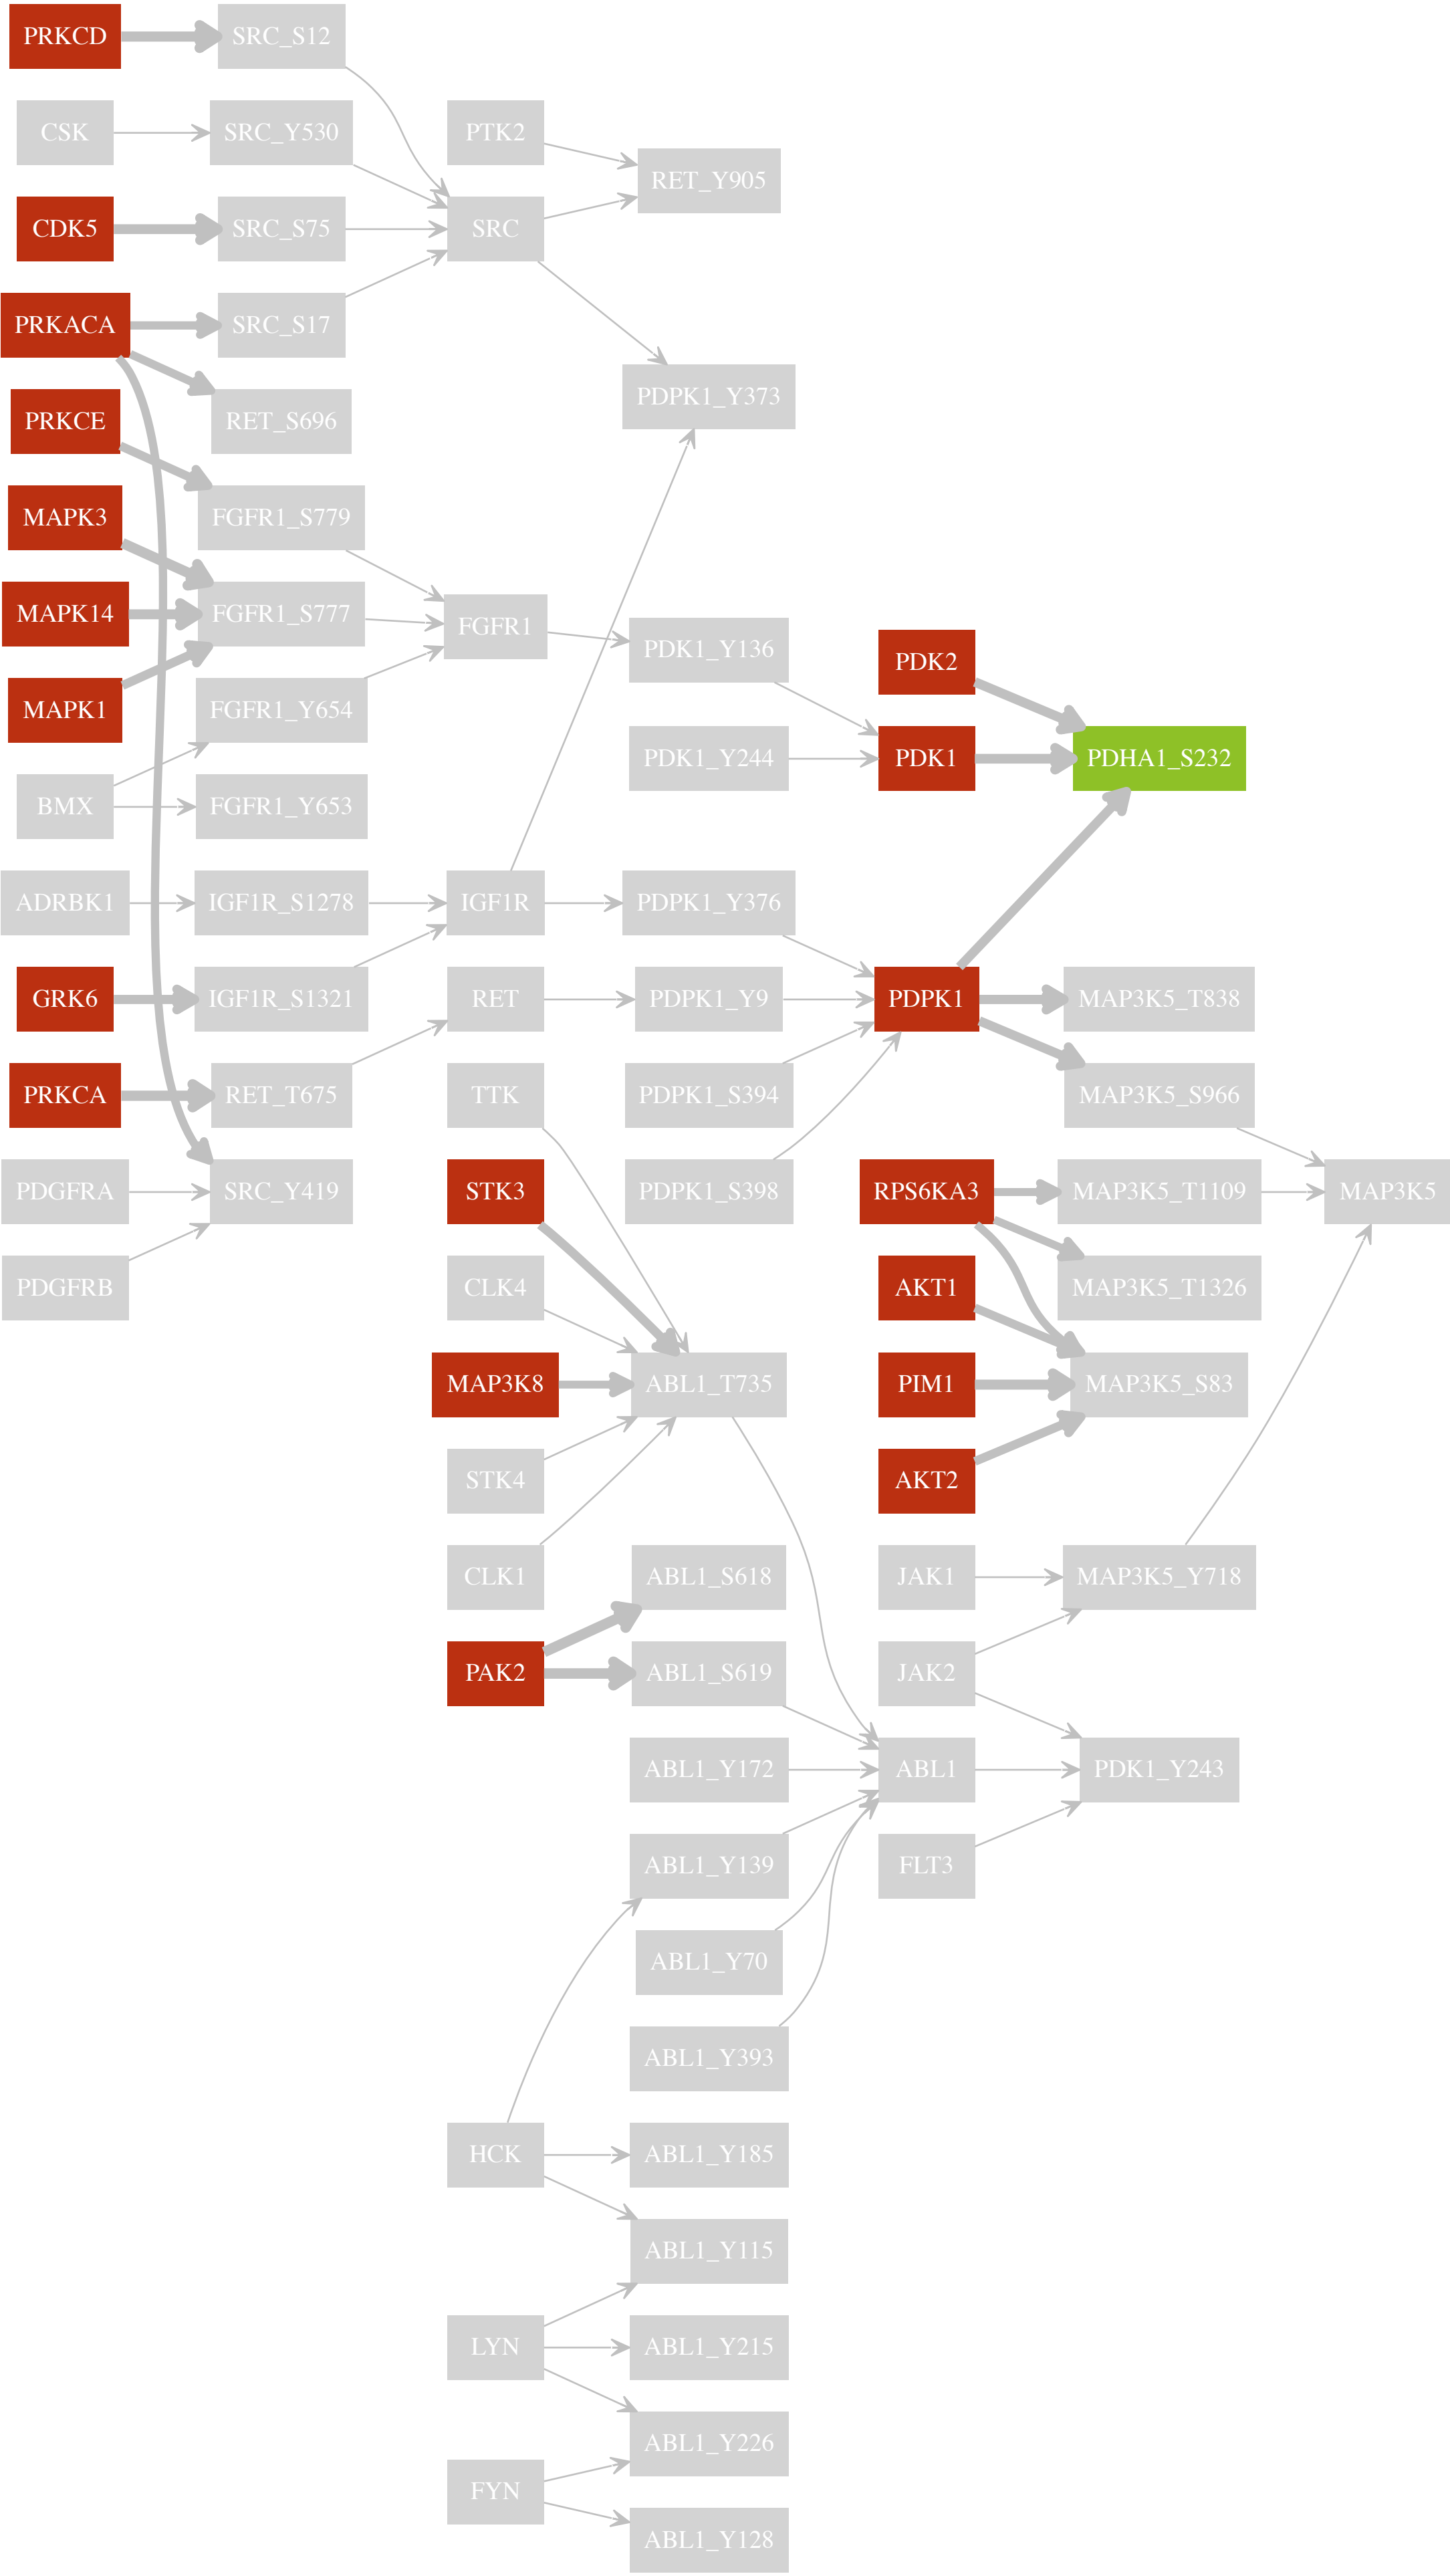 PRKCD
SRC_S12
CSK
SRC_Y530
PTK2
RET_Y905
CDK5
SRC_S75
SRC
PRKACA
SRC_S17
PDPK1_Y373
PRKCE
RET_S696
MAPK3
FGFR1_S779
MAPK14
FGFR1_S777
FGFR1
PDK1_Y136
PDK2
MAPK1
FGFR1_Y654
PDK1_Y244
PDK1
PDHA1_S232
BMX
FGFR1_Y653
ADRBK1
IGF1R_S1278
IGF1R
PDPK1_Y376
GRK6
IGF1R_S1321
RET
PDPK1_Y9
PDPK1
MAP3K5_T838
PRKCA
RET_T675
TTK
PDPK1_S394
MAP3K5_S966
PDGFRA
SRC_Y419
STK3
PDPK1_S398
RPS6KA3
MAP3K5_T1109
MAP3K5
PDGFRB
CLK4
AKT1
MAP3K5_T1326
MAP3K8
ABL1_T735
PIM1
MAP3K5_S83
STK4
AKT2
CLK1
ABL1_S618
JAK1
MAP3K5_Y718
PAK2
ABL1_S619
JAK2
ABL1_Y172
ABL1
PDK1_Y243
ABL1_Y139
FLT3
ABL1_Y70
ABL1_Y393
HCK
ABL1_Y185
ABL1_Y115
LYN
ABL1_Y215
ABL1_Y226
FYN
ABL1_Y128